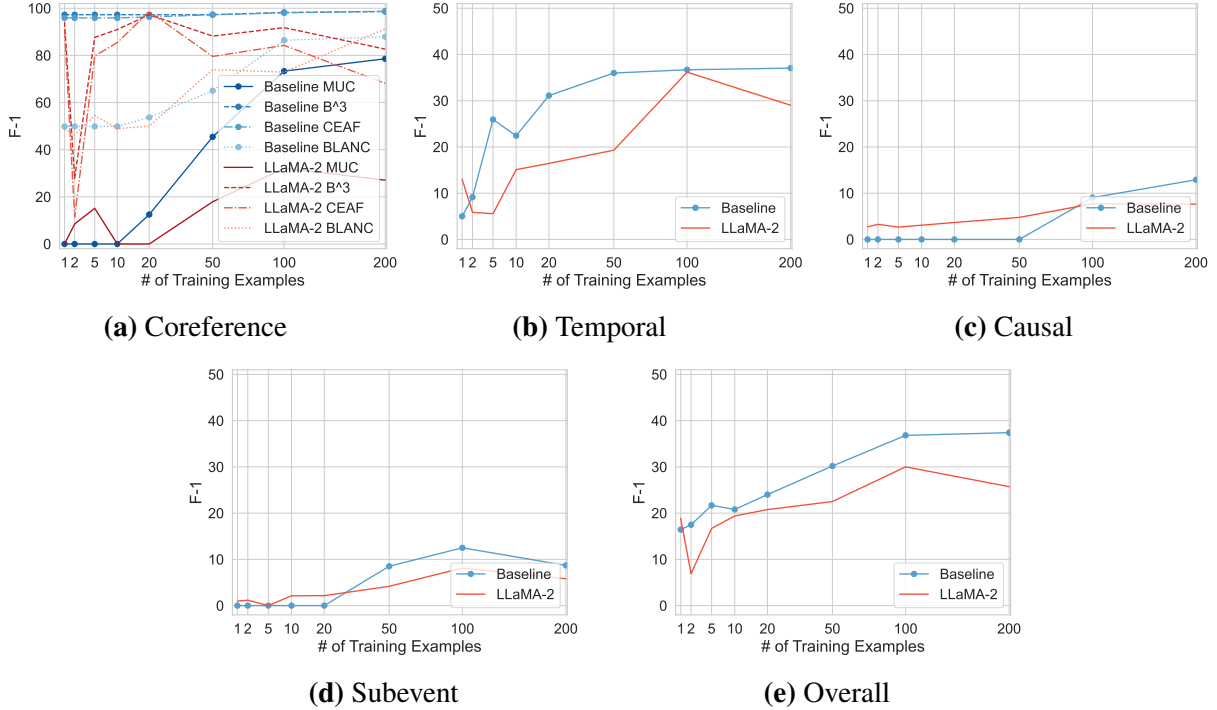 100
80
60
40
20
0
F-1
Baseline MUC
Baseline B^3
Baseline CEAF
Baseline BLANC
LLaMA-2 MUC
LLaMA-2 B^3
LLaMA-2 CEAF
LLaMA-2 BLANC
1 2 5 10 20 50 100 200
# of Training Examples
(a) Coreference
50
40
30
20
10
0
F-1
Baseline
LLaMA-2
1 2 5 10 20 50 100 200
# of Training Examples
(b) Temporal
50
40
30
20
10
0
F-1
Baseline
LLaMA-2
1 2 5 10 20 50 100 200
# of Training Examples
(c) Causal
50
40
30
20
10
0
F-1
Baseline
LLaMA-2
1 2 5 10 20 50 100 200
# of Training Examples
(d) Subevent
50
40
30
20
10
0
F-1
Baseline
LLaMA-2
1 2 5 10 20 50 100 200
# of Training Examples
(e) Overall